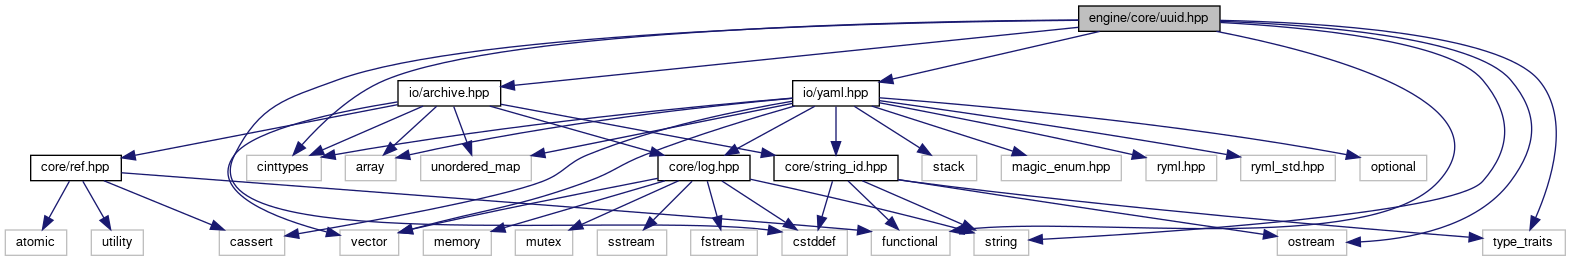 engine/core/uuid.hpp
io/archive.hpp
io/yaml.hpp
core/ref.hpp
cinttypes
array
unordered_map
core/log.hpp
core/string_id.hpp
stack
magic_enum.hpp
ryml.hpp
ryml_std.hpp
optional
atomic
utility
cassert
vector
memory
mutex
sstream
fstream
cstddef
functional
string
ostream
type_traits